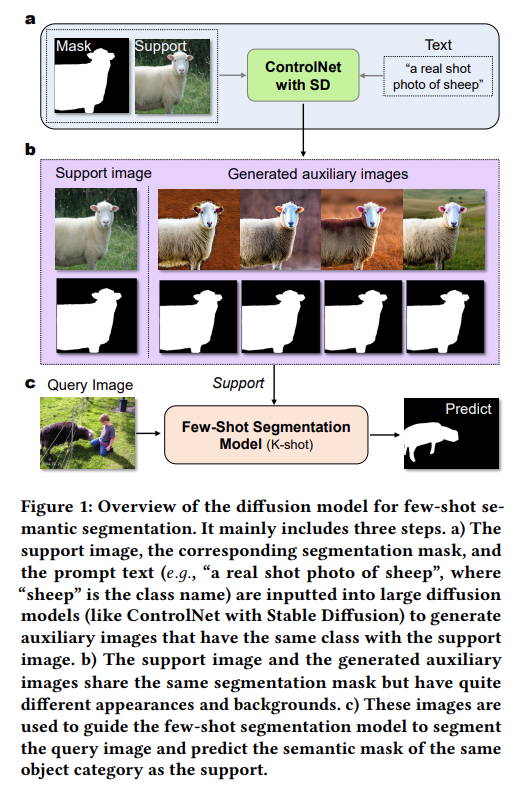 a
Mask Support Text
ControlNet
with SD
“a real shot
photo of sheep”
b
Support image Generated auxiliary images
c Query Image Support
Few-Shot Segmentation
Model (K-shot)
Predict
Figure 1: Overview of the diffusion model for few-shot se-
mantic segmentation. It mainly includes three steps. a) The
support image, the corresponding segmentation mask, and
the prompt text (e.g., “a real shot photo of sheep”, where
“sheep” is the class name) are inputted into large diffusion
models (like ControlNet with Stable Diffusion) to generate
auxiliary images that have the same class with the support
image. b) The support image and the generated auxiliary
images share the same segmentation mask but have quite
different appearances and backgrounds. c) These images are
used to guide the few-shot segmentation model to segment
the query image and predict the semantic mask of the same
object category as the support.